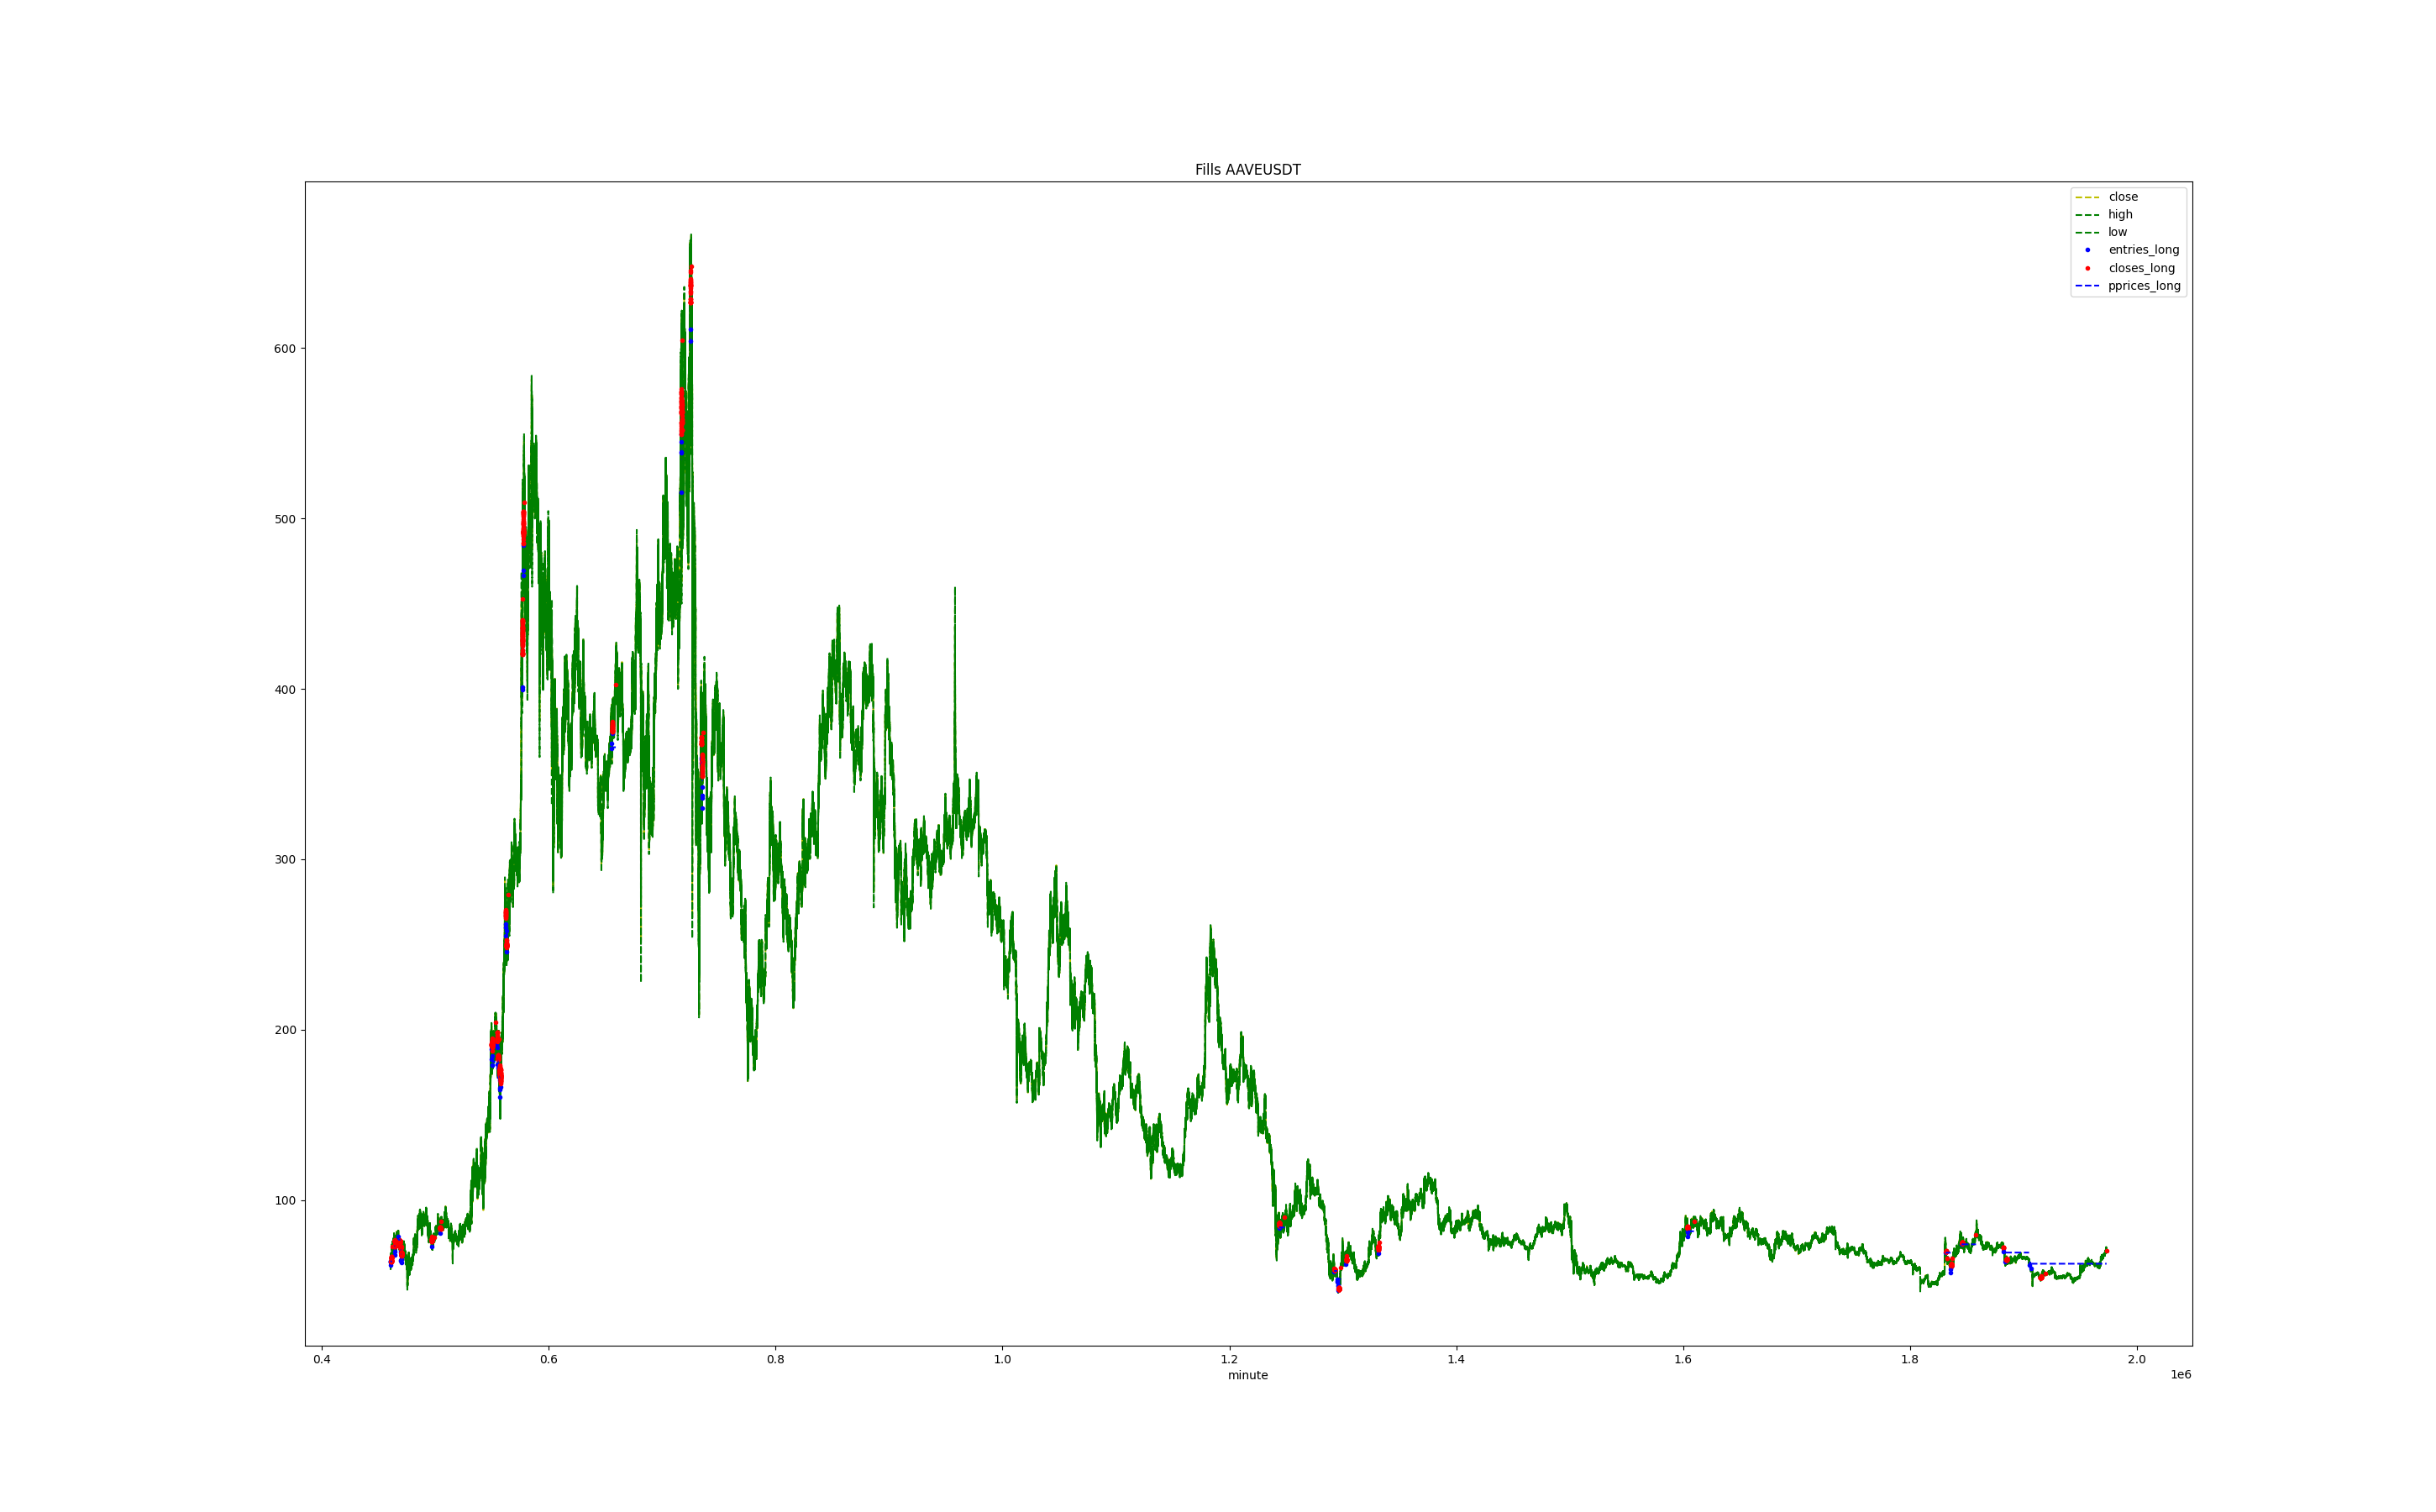 Fills AAVEUSDT
close
high
low
entries_long
closes_long
pprices_long
600
500
400
300
200
100
0.4 0.6 0.8 1.0 1.2 1.4 1.6 1.8 2.0
minute
1e6